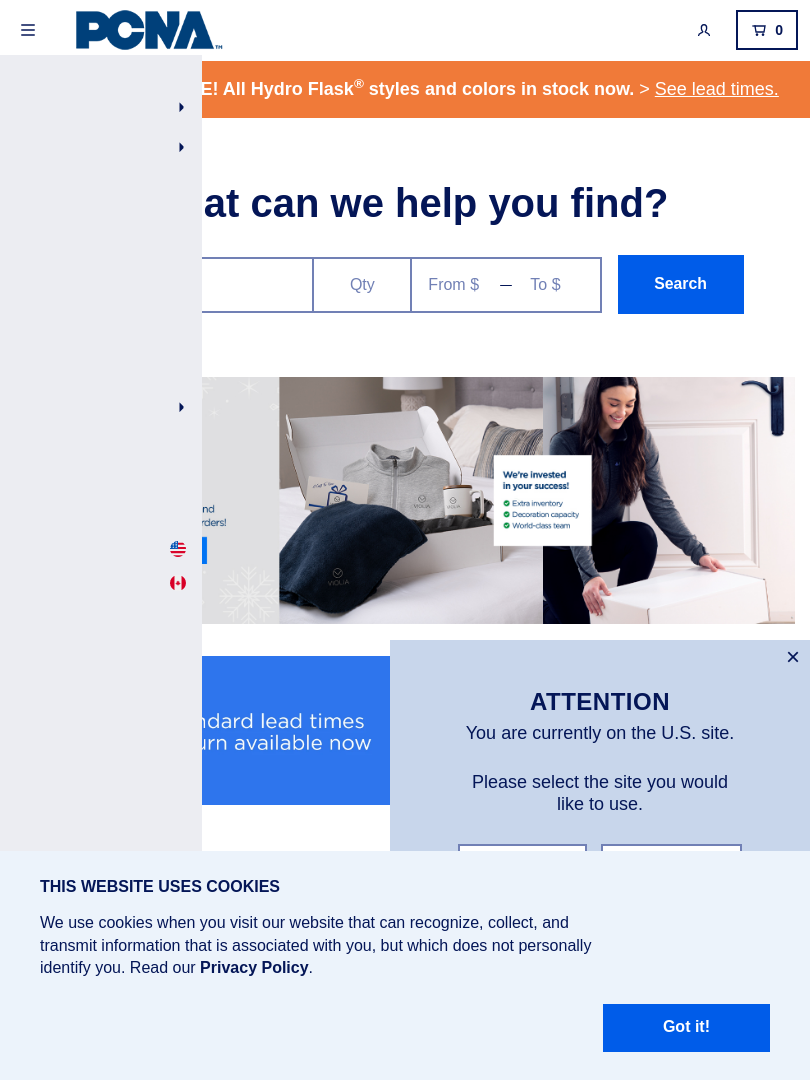 PCNA™
0
E! All Hydro Flask® styles and colors in stock now. > See lead times.
at can we help you find?
Qty
From $ — To $
Search
We're invested
in your success!
Extra inventory
Decoration capacity
World-class team
nd
rders!
VIOLIA
ndard lead times
urn available now
×
ATTENTION
You are currently on the U.S. site.
Please select the site you would
like to use.
THIS WEBSITE USES COOKIES
We use cookies when you visit our website that can recognize, collect, and
transmit information that is associated with you, but which does not personally
identify you. Read our Privacy Policy.
Got it!